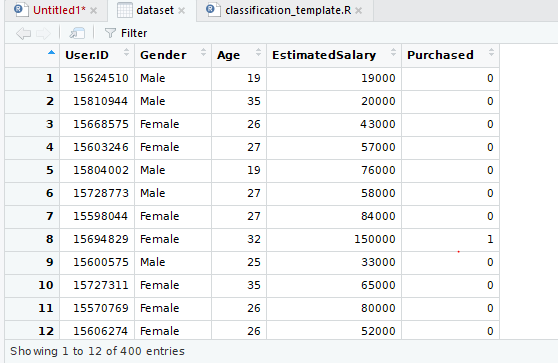 Untitled1* × dataset × classification_template.R ×
Filter
User.ID Gender Age EstimatedSalary Purchased
1 15624510 Male 19 19000 0
2 15810944 Male 35 20000 0
3 15668575 Female 26 43000 0
4 15603246 Female 27 57000 0
5 15804002 Male 19 76000 0
6 15728773 Male 27 58000 0
7 15598044 Female 27 84000 0
8 15694829 Female 32 150000 1
9 15600575 Male 25 33000 0
10 15727311 Female 35 65000 0
11 15570769 Female 26 80000 0
12 15606274 Female 26 52000 0
Showing 1 to 12 of 400 entries